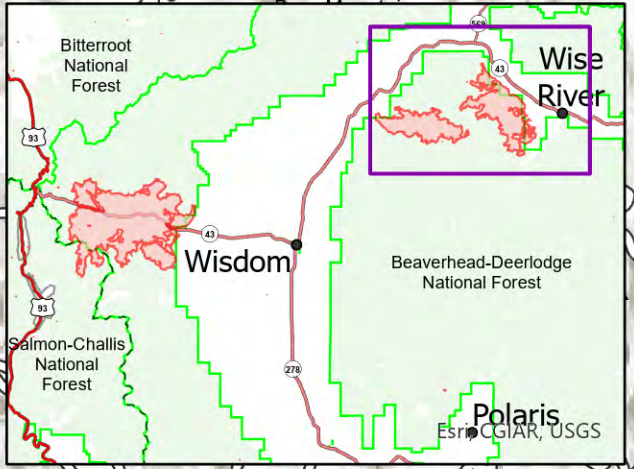 Bitterroot
National
Forest
569
Wise
River
43
93
43
Wisdom
Beaverhead-Deerlodge
National Forest
93
Salmon-Challis
National
Forest
278
Polaris
Esri, CGIAR, USGS